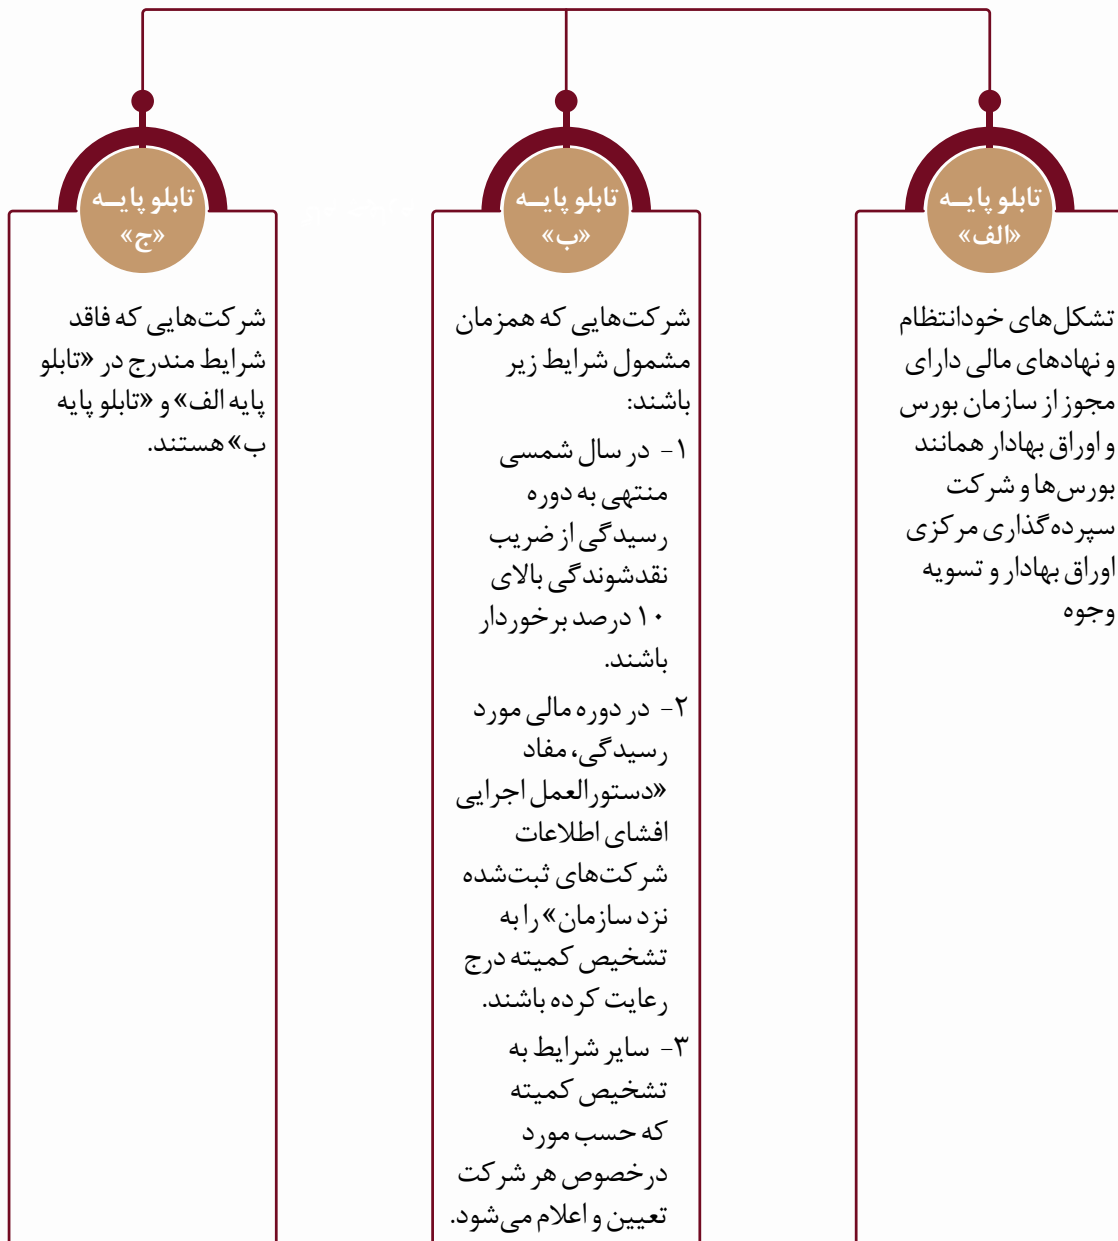 تابلو پایه
«الف»
تشکل‌های خودانتظام
و نهادهای مالی دارای
مجوز از سازمان بورس
و اوراق بهادار همانند
بورس‌ها و شرکت
سپرده‌گذاری مرکزی
اوراق بهادار و تسویه
وجوه
تابلو پایه
«ب»
شرکت‌هایی که همزمان
مشمول شرایط زیر
باشند:
۱- در سال شمسی
منتهی به دوره
رسیدگی از ضریب
نقدشوندگی بالای
۱۰ درصد برخوردار
باشند.
۲- در دوره مالی مورد
رسیدگی، مفاد
«دستورالعمل اجرایی
افشای اطلاعات
شرکت‌های ثبت‌شده
نزد سازمان» را به
تشخیص کمیته درج
رعایت کرده باشند.
۳- سایر شرایط به
تشخیص کمیته
که حسب مورد
درخصوص هر شرکت
تعیین و اعلام می‌شود.
تابلو پایه
«ج»
شرکت‌هایی که فاقد
شرایط مندرج در «تابلو
پایه الف» و «تابلو پایه
ب» هستند.